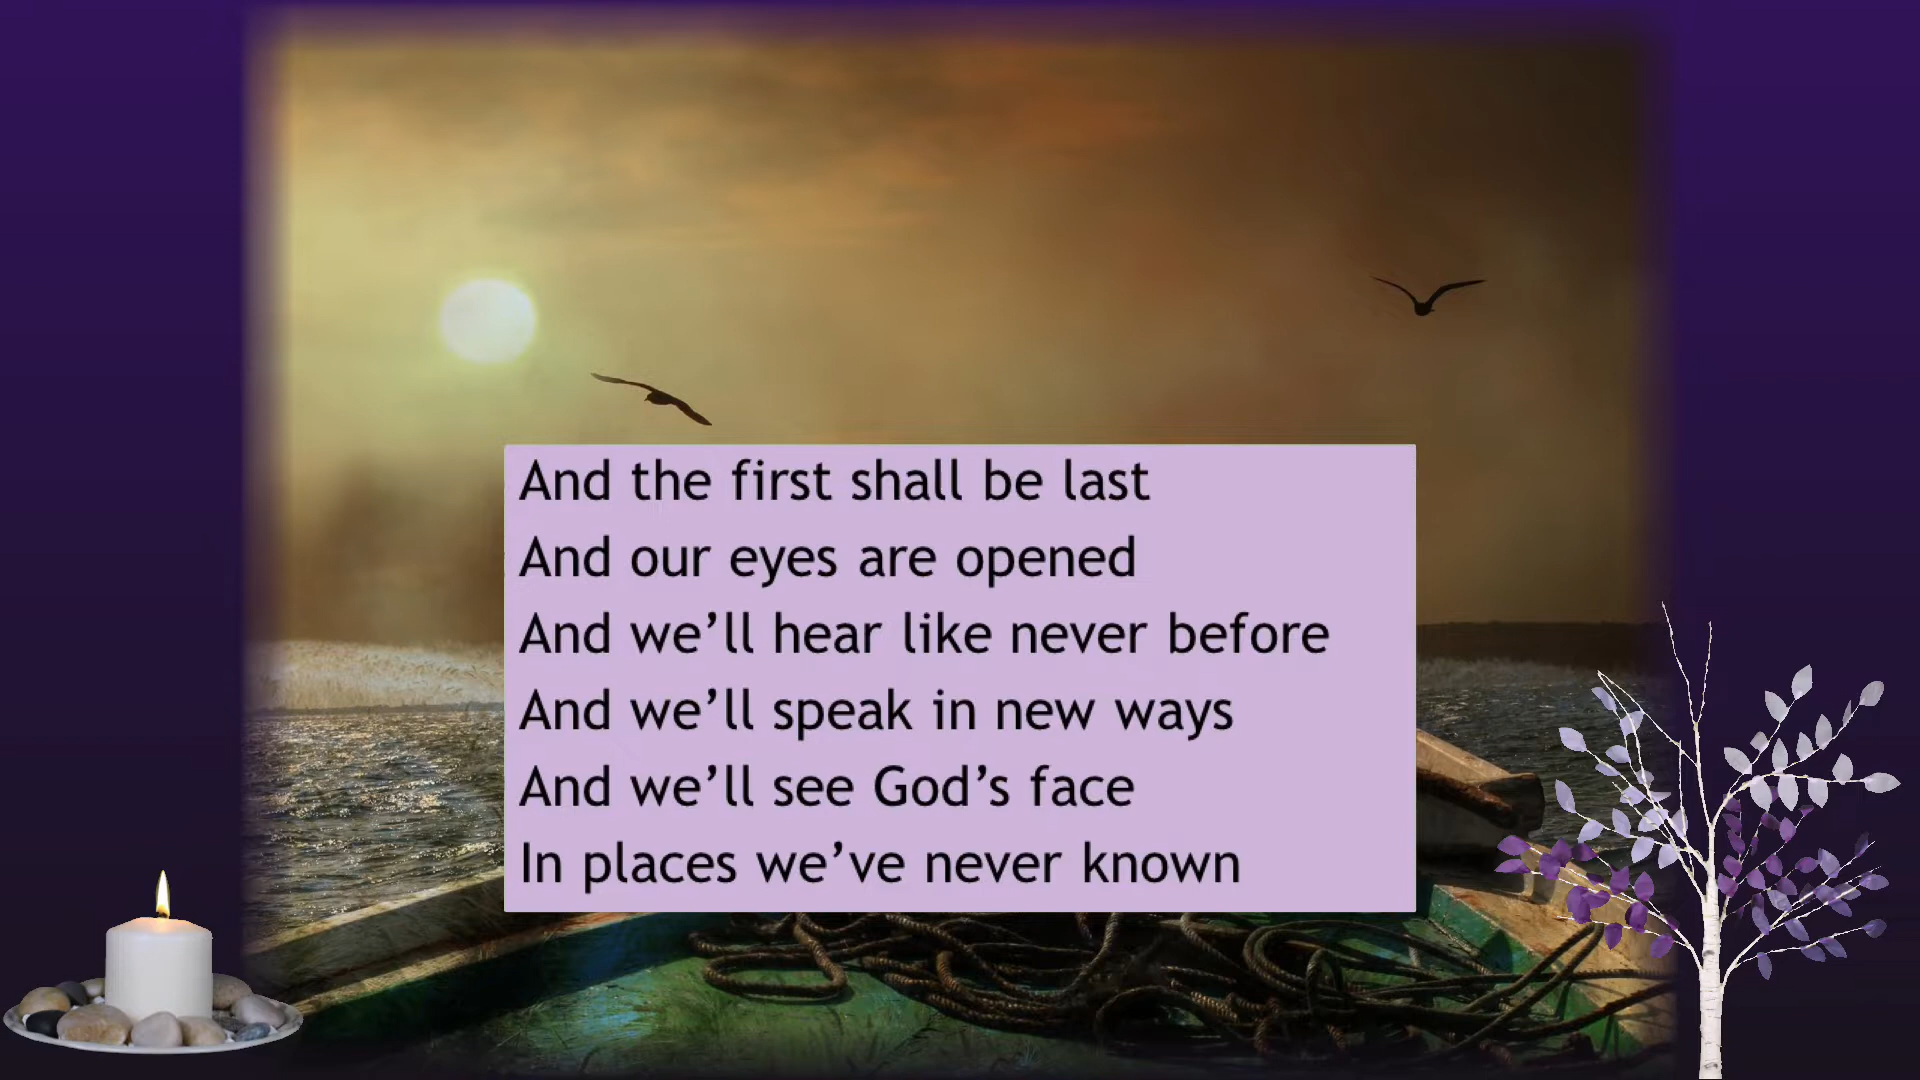 And the first shall be last
And our eyes are opened
And we’ll hear like never before
And we’ll speak in new ways
And we’ll see God’s face
In places we’ve never known